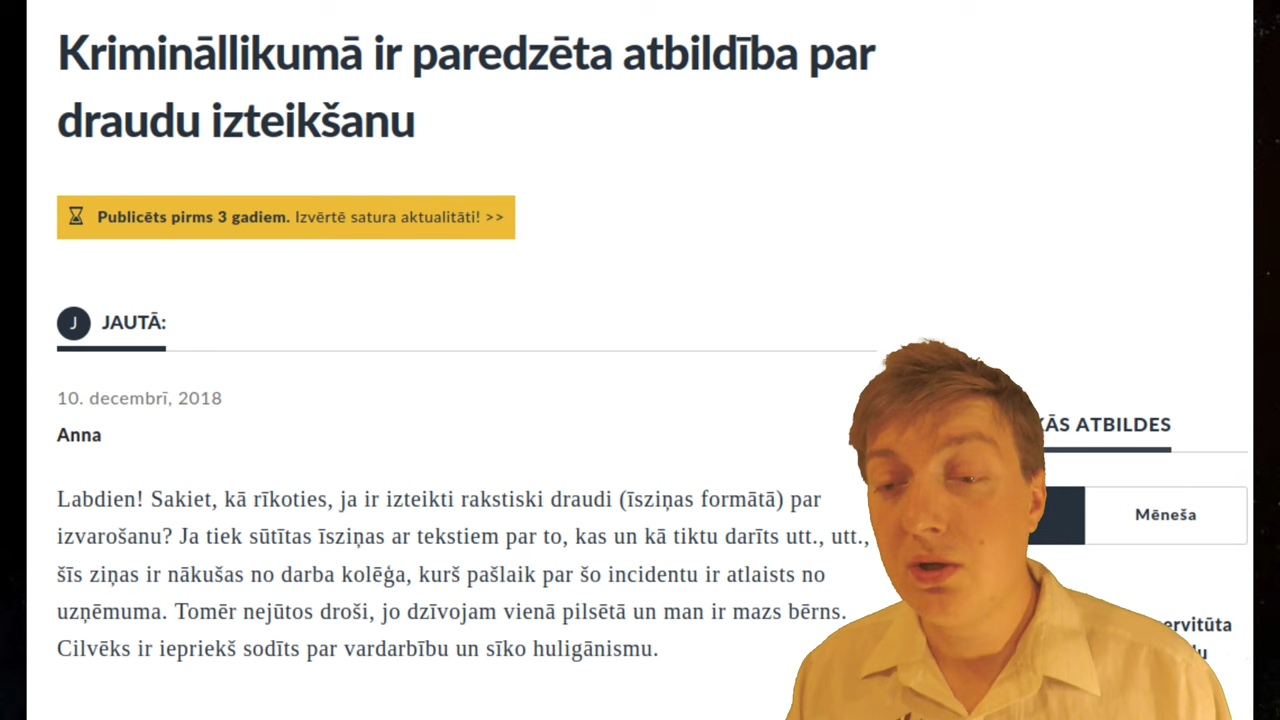 Krimināllikumā ir paredzēta atbildība par
draudu izteikšanu
Publicēts pirms 3 gadiem. Izvērtē satura aktualitāti! >>
J JAUTĀ:
10. decembrī, 2018
Anna
Labdien! Sakiet, kā rīkoties, ja ir izteikti rakstiski draudi (īsziņas formātā) par
izvarošanu? Ja tiek sūtītas īsziņas ar tekstiem par to, kas un kā tiktu darīts utt., utt.,
šīs ziņas ir nākušas no darba kolēģa, kurš pašlaik par šo incidentu ir atlaists no
uzņēmuma. Tomēr nejūtos droši, jo dzīvojam vienā pilsētā un man ir mazs bērns.
Cilvēks ir iepriekš sodīts par vardarbību un sīko huligānismu.
ATBILDES
Mēneša